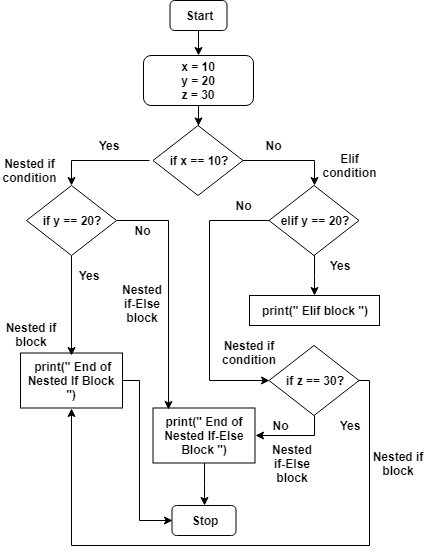 Start
x = 10
y = 20
z = 30
if x == 10?
Yes
No
Nested if
condition
Elif
condition
if y == 20?
No
Yes
elif y == 20?
No
Yes
Nested
if-Else
block
print(" Elif block ")
Nested if
block
Nested if
condition
print(" End of
Nested If Block
")
if z == 30?
print(" End of
Nested If-Else
Block ")
No
Yes
Nested
if-Else
block
Nested if
block
Stop